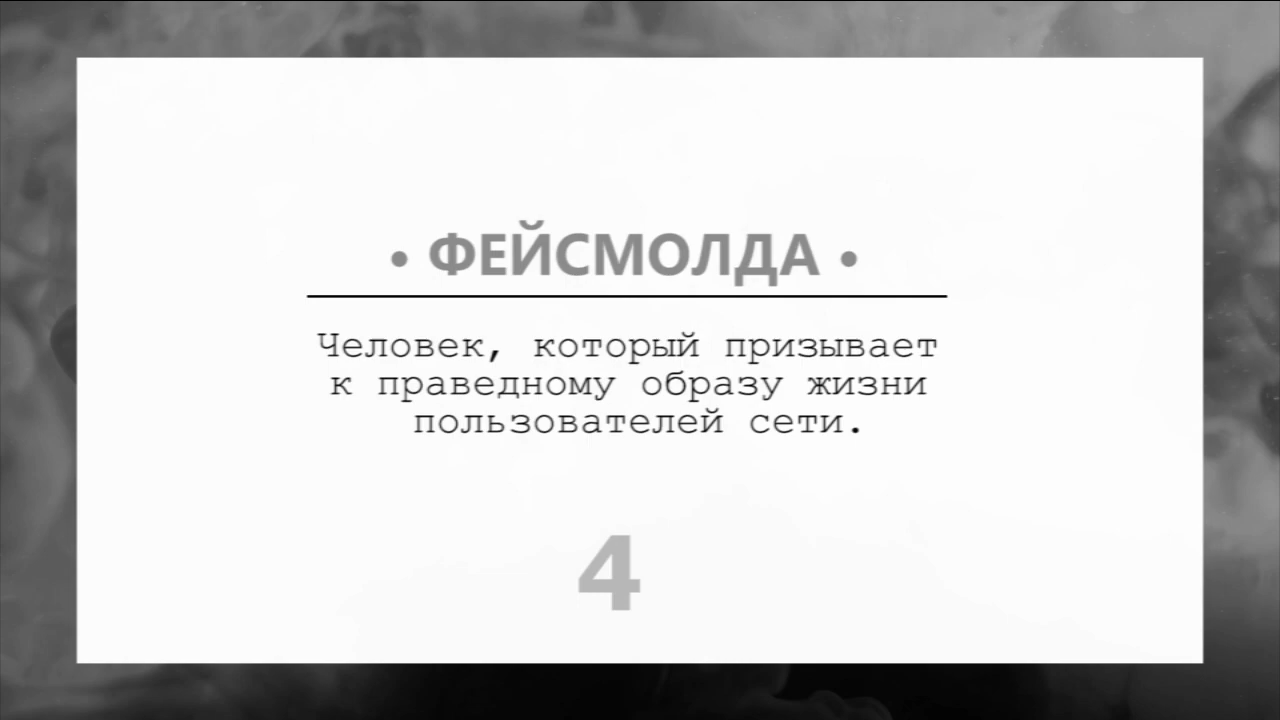 • ФЕЙСМОЛДА •
Человек, который призывает
к праведному образу жизни
пользователей сети.
4